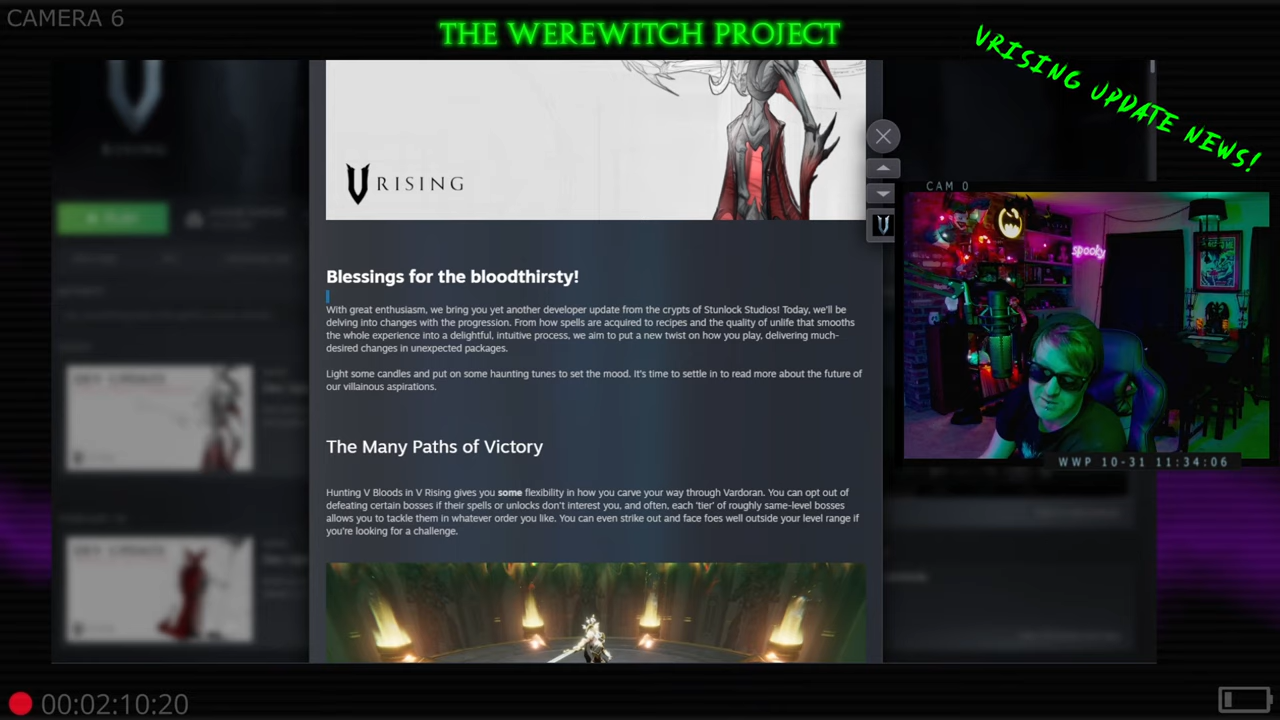 CAMERA 6
THE WEREWITCH PROJECT
VRISING UPDATE NEWS!
V RISING
CAM 0
spooky
Blessings for the bloodthirsty!
With great enthusiasm, we bring you yet another developer update from the crypts of Stunlock Studios! Today, we'll be
delving into changes with the progression. From how spells are acquired to recipes and the quality of unlife that smooths
the whole experience into a delightful, intuitive process, we aim to put a new twist on how you play, delivering much-
desired changes in unexpected packages.
Light some candles and put on some haunting tunes to set the mood. It's time to settle in to read more about the future of
our villainous aspirations.
The Many Paths of Victory
WWP 10-31 11:34:06
Hunting V Bloods in V Rising gives you some flexibility in how you carve your way through Vardoran. You can opt out of
defeating certain bosses if their spells or unlocks don't interest you, and often, each 'tier' of roughly same-level bosses
allows you to tackle them in whatever order you like. You can even strike out and face foes well outside your level range if
you're looking for a challenge.
00:02:10:20